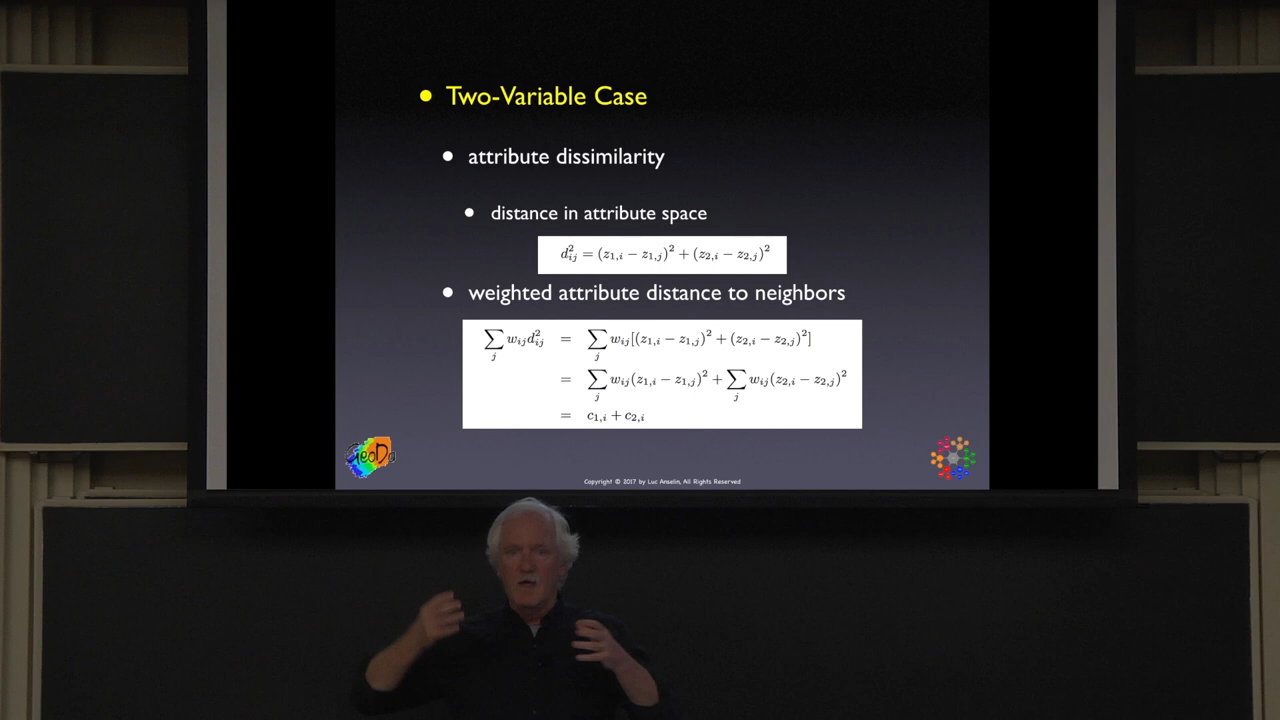 Two-Variable Case
attribute dissimilarity
distance in attribute space
d²ᵢⱼ = (z₁,ᵢ − z₁,ⱼ)² + (z₂,ᵢ − z₂,ⱼ)²
weighted attribute distance to neighbors
∑ⱼ wᵢⱼd²ᵢⱼ = ∑ⱼ wᵢⱼ[(z₁,ᵢ − z₁,ⱼ)² + (z₂,ᵢ − z₂,ⱼ)²]
= ∑ⱼ wᵢⱼ(z₁,ᵢ − z₁,ⱼ)² + ∑ⱼ wᵢⱼ(z₂,ᵢ − z₂,ⱼ)²
= c₁,ᵢ + c₂,ᵢ
GeoDa
Copyright © 2017 by Luc Anselin, All Rights Reserved